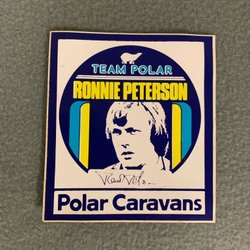 TEAM POLAR
RONNIE PETERSON
Polar Caravans